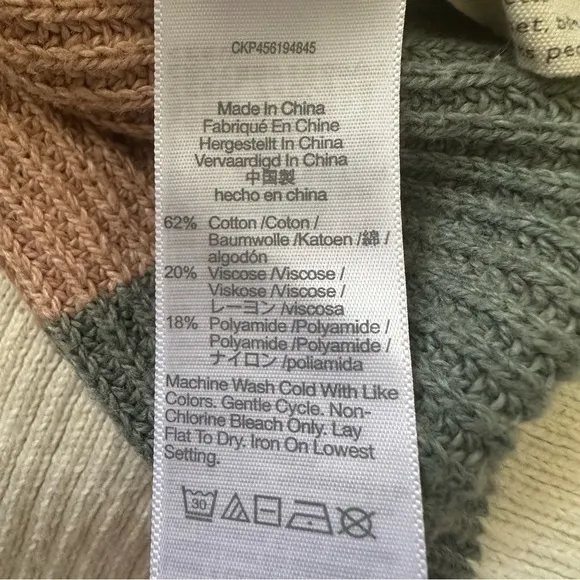 CKP456194845
Made In China
Fabriqué En Chine
Hergestellt In China
Vervaardigd In China
中国製
hecho en china
62% Cotton /Coton /
Baumwolle /Katoen /綿 /
algodón
20% Viscose /Viscose /
Viskose /Viscose /
レーヨン /viscosa
18% Polyamide /Polyamide /
Polyamide /Polyamide /
ナイロン /poliamida
Machine Wash Cold With Like
Colors. Gentle Cycle. Non-
Chlorine Bleach Only. Lay
Flat To Dry. Iron On Lowest
Setting.
30